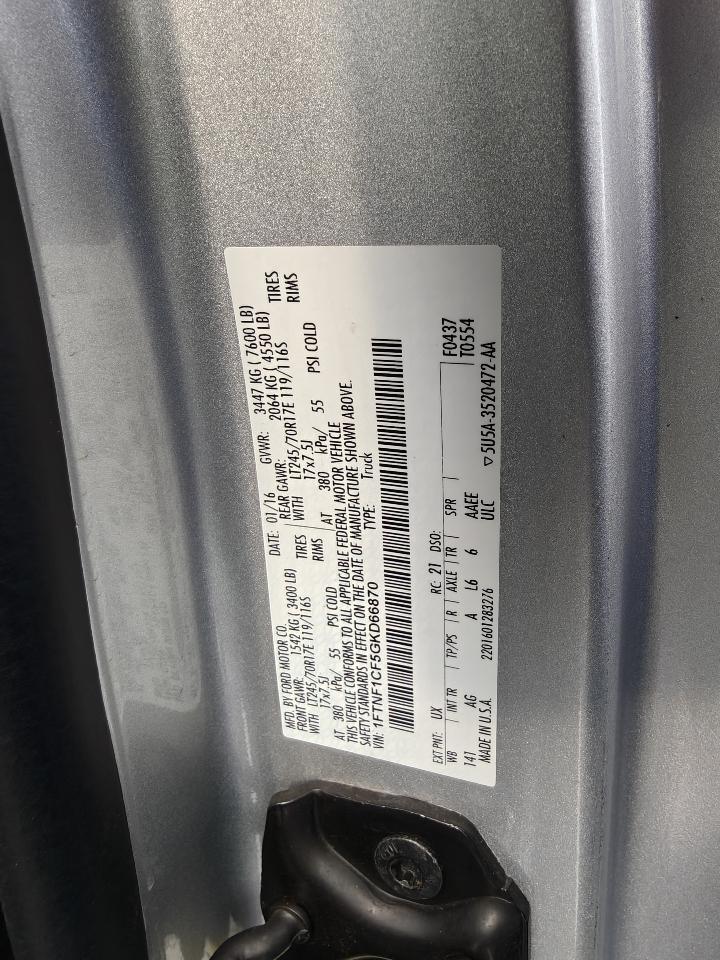 MFD. BY FORD MOTOR CO.
DATE: 01/16 GVWR: 3447 KG ( 7600 LB)
FRONT GAWR: 1542 KG ( 3400 LB) REAR GAWR: 2064 KG ( 4550 LB)
WITH LT245/70R17E 119/116S TIRES WITH LT245/70R17E 119/116S TIRES
17x7.5J RIMS 17x7.5J RIMS
AT 380 kPa/ 55 PSI COLD AT 380 kPa/ 55 PSI COLD
THIS VEHICLE CONFORMS TO ALL APPLICABLE FEDERAL MOTOR VEHICLE
SAFETY STANDARDS IN EFFECT ON THE DATE OF MANUFACTURE SHOWN ABOVE.
VIN: 1FTNF1CF5GKD66870 TYPE: Truck
EXT PNT: UX RC: 21 DSO: F0437
WB INT TR TP/PS R AXLE TR SPR T0554
141 AG A L6 6 AAEE
MADE IN U.S.A. 2201601283276 ULC ▽5U5A-3520472-AA